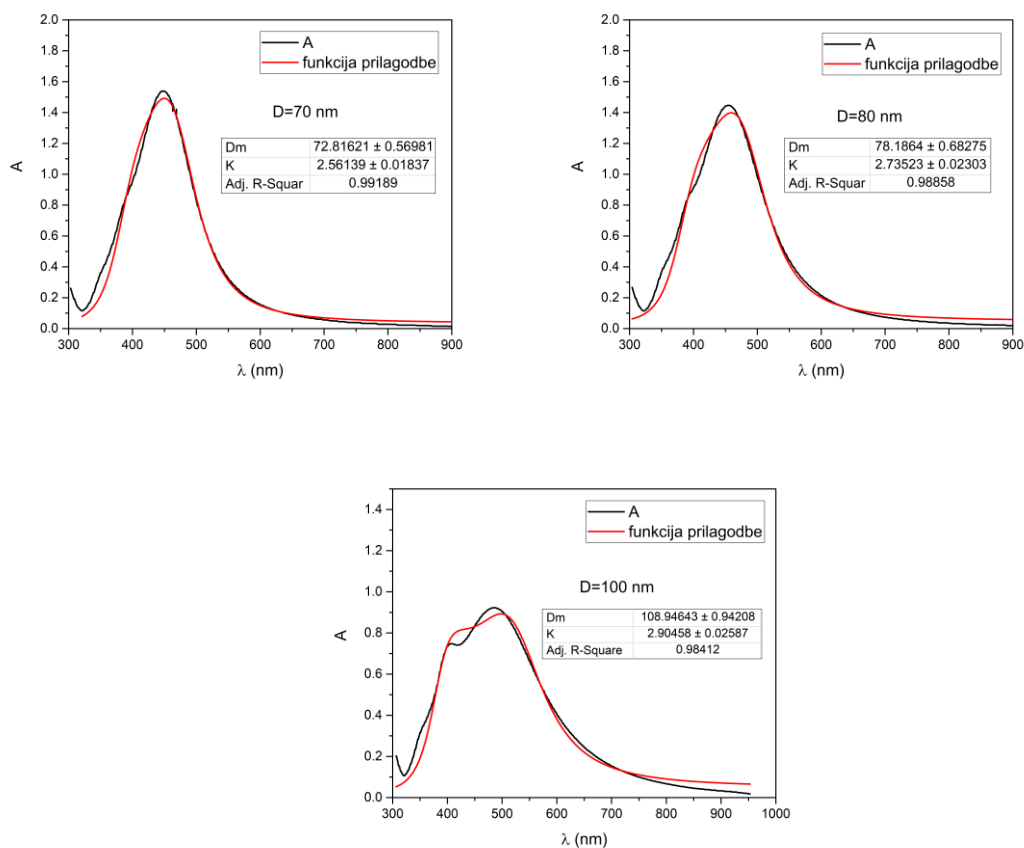 2.0
1.8
1.6
1.4
1.2
1.0
0.8
0.6
0.4
0.2
0.0
A
A
funkcija prilagodbe
D=70 nm
Dm 72.81621 ± 0.56981
K 2.56139 ± 0.01837
Adj. R-Squar 0.99189
300 400 500 600 700 800 900
λ (nm)
2.0
1.8
1.6
1.4
1.2
1.0
0.8
0.6
0.4
0.2
0.0
A
A
funkcija prilagodbe
D=80 nm
Dm 78.1864 ± 0.68275
K 2.73523 ± 0.02303
Adj. R-Squar 0.98858
300 400 500 600 700 800 900
λ (nm)
1.4
1.2
1.0
0.8
0.6
0.4
0.2
0.0
A
A
funkcija prilagodbe
D=100 nm
Dm 108.94643 ± 0.94208
K 2.90458 ± 0.02587
Adj. R-Square 0.98412
300 400 500 600 700 800 900 1000
λ (nm)